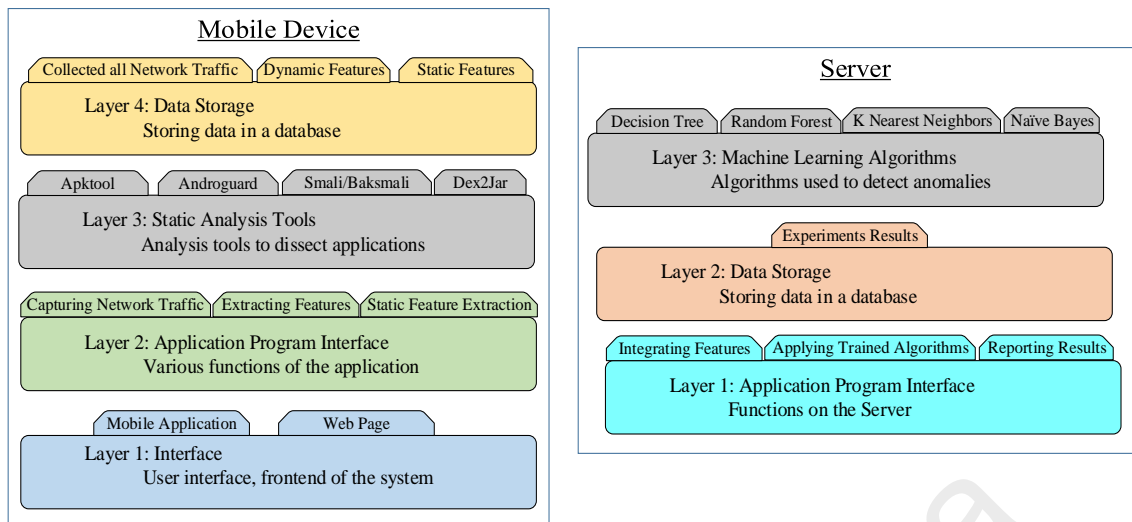 Mobile Device
Collected all Network Traffic
Dynamic Features
Static Features
Layer 4: Data Storage
Storing data in a database
Apktool
Androguard
Smali/Baksmali
Dex2Jar
Layer 3: Static Analysis Tools
Analysis tools to dissect applications
Capturing Network Traffic
Extracting Features
Static Feature Extraction
Layer 2: Application Program Interface
Various functions of the application
Mobile Application
Web Page
Layer 1: Interface
User interface, frontend of the system
Server
Decision Tree
Random Forest
K Nearest Neighbors
Naïve Bayes
Layer 3: Machine Learning Algorithms
Algorithms used to detect anomalies
Experiments Results
Layer 2: Data Storage
Storing data in a database
Integrating Features
Applying Trained Algorithms
Reporting Results
Layer 1: Application Program Interface
Functions on the Server